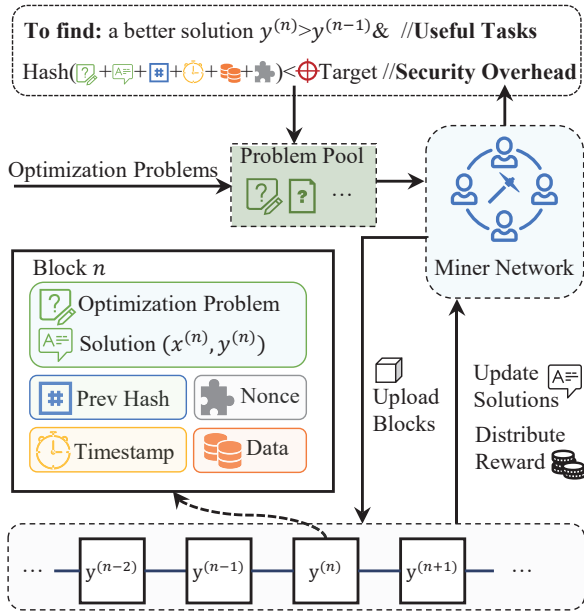 To find: a better solution y⁽ⁿ⁾>y⁽ⁿ⁻¹⁾& //Useful Tasks
Hash(?+A=+#+ + + )<Target //Security Overhead
Optimization Problems
Problem Pool
? ? ...
Miner Network
Block n
? Optimization Problem
A= Solution (x⁽ⁿ⁾, y⁽ⁿ⁾)
# Prev Hash
Nonce
Timestamp
Data
Upload
Blocks
Update A=
Solutions
Distribute
Reward
... y⁽ⁿ⁻²⁾ y⁽ⁿ⁻¹⁾ y⁽ⁿ⁾ y⁽ⁿ⁺¹⁾ ...